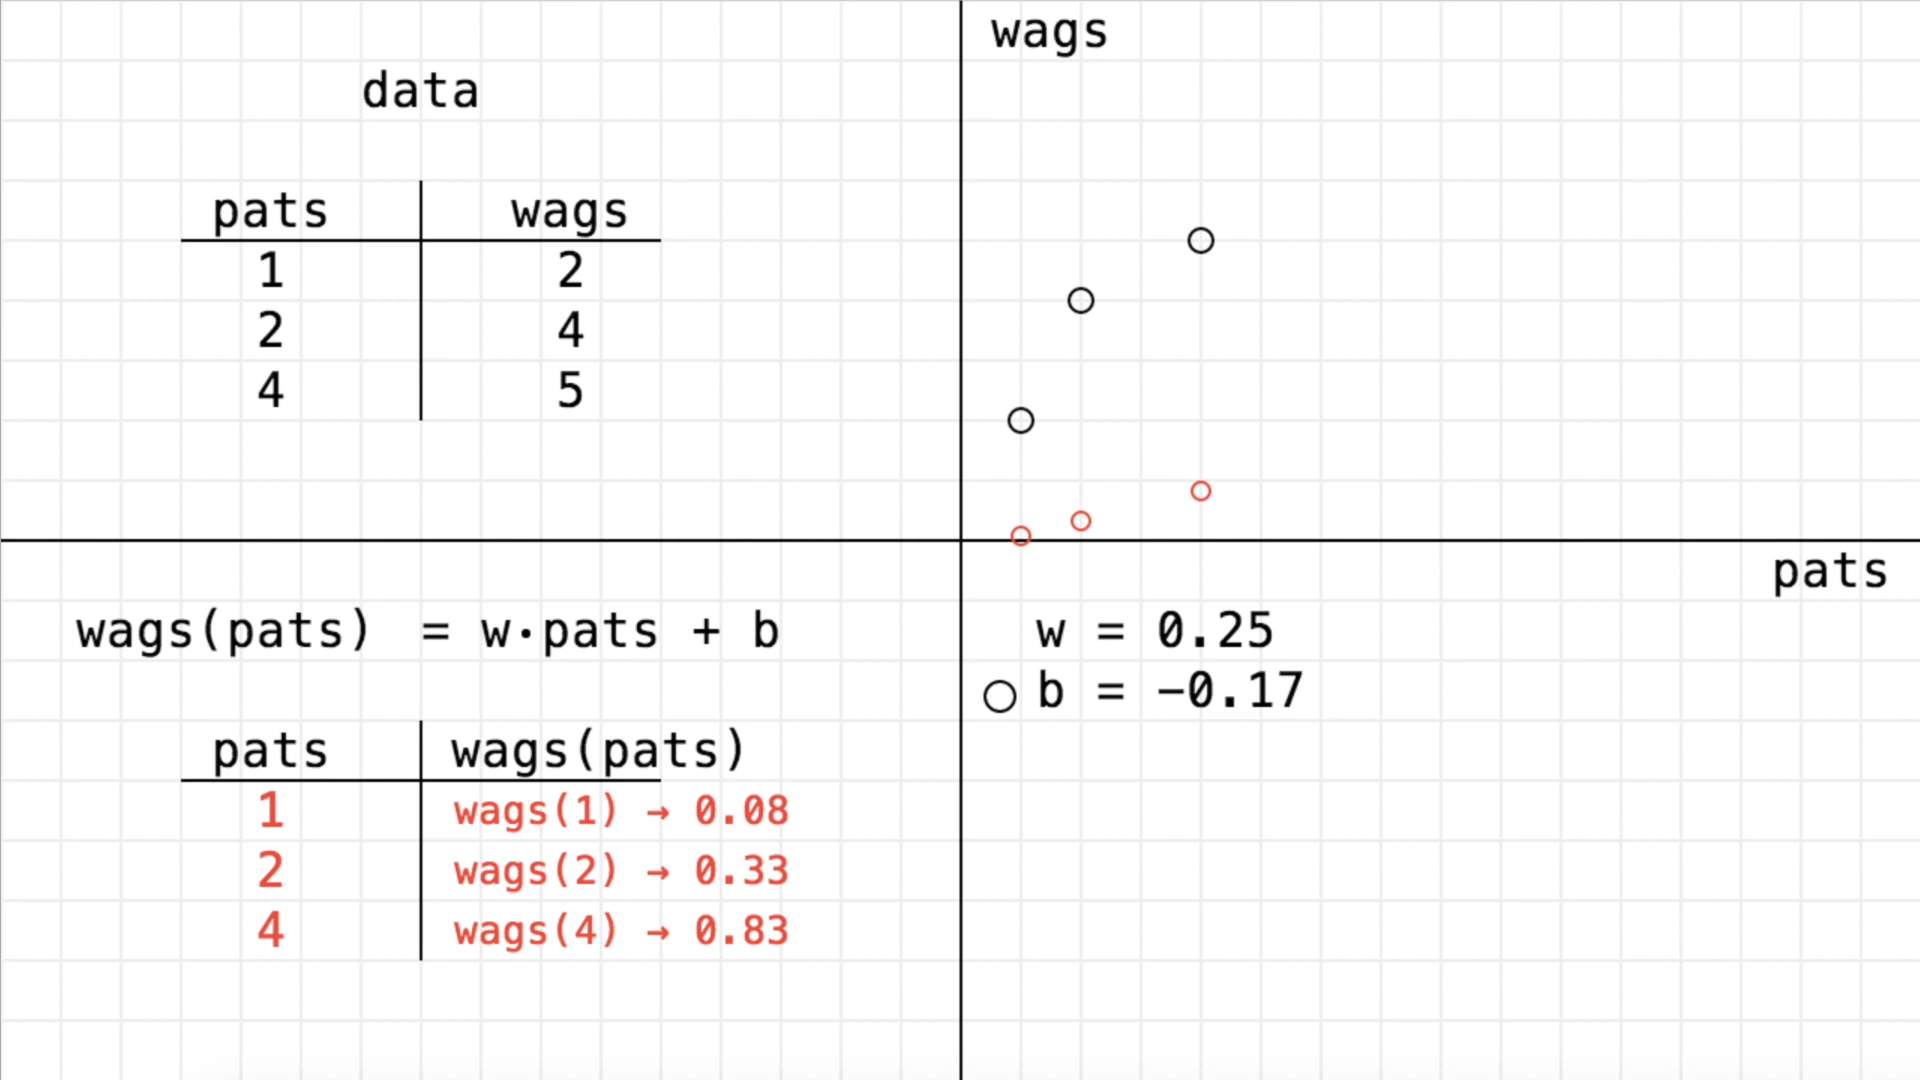 data
pats wags
1 2
2 4
4 5
wags
pats
wags(pats) = w·pats + b
pats wags(pats)
1 wags(1) → 0.08
2 wags(2) → 0.33
4 wags(4) → 0.83
w = 0.25
b = −0.17